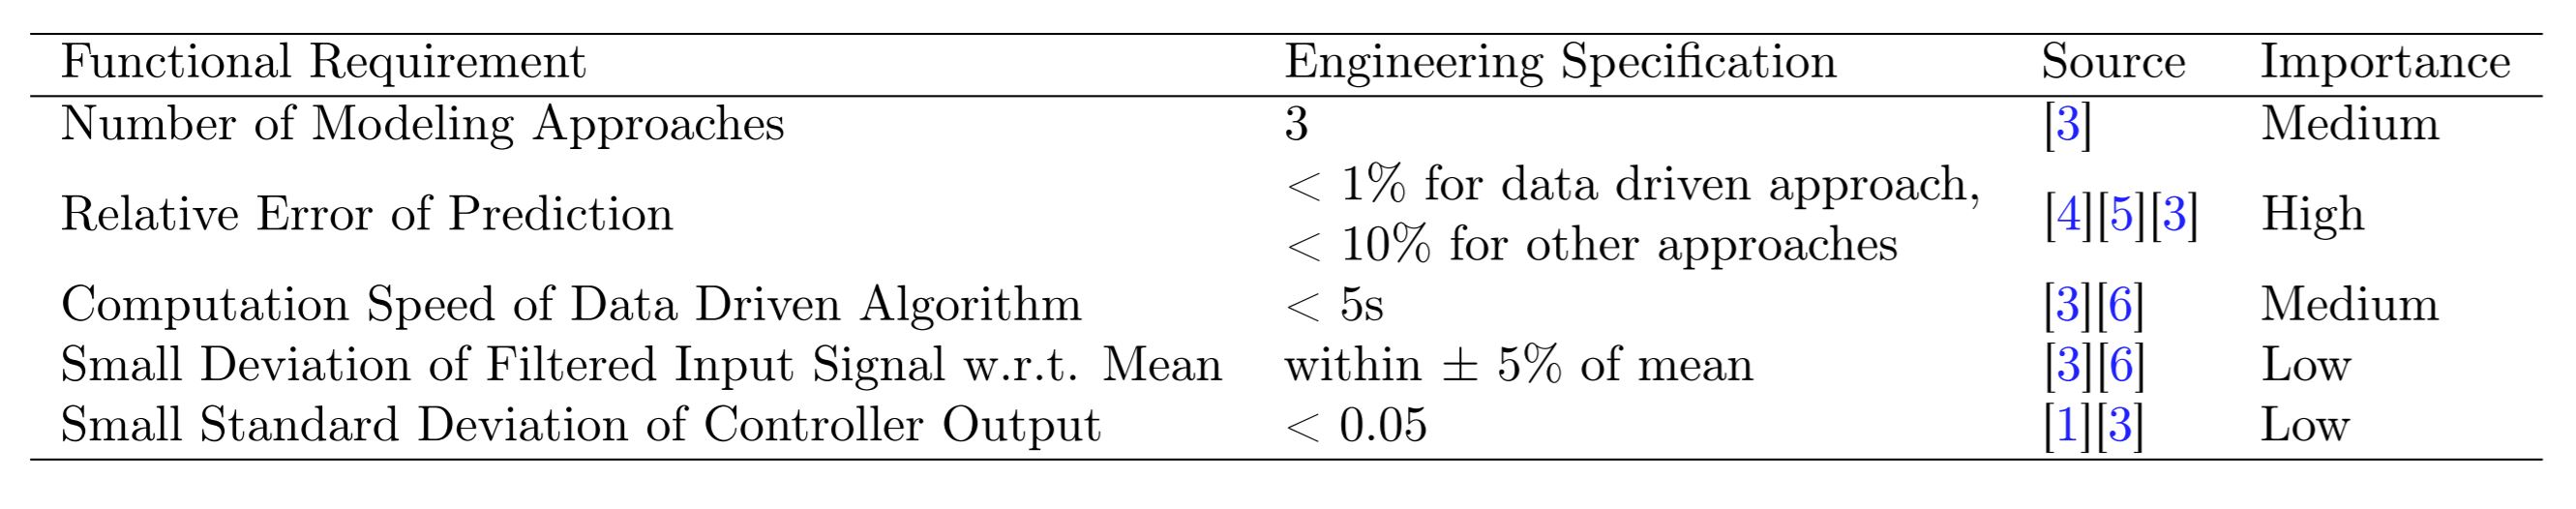 Functional Requirement Engineering Specification Source Importance
Number of Modeling Approaches 3 [3] Medium
Relative Error of Prediction < 1% for data driven approach, [4][5][3] High
< 10% for other approaches
Computation Speed of Data Driven Algorithm < 5s [3][6] Medium
Small Deviation of Filtered Input Signal w.r.t. Mean within ± 5% of mean [3][6] Low
Small Standard Deviation of Controller Output < 0.05 [1][3] Low